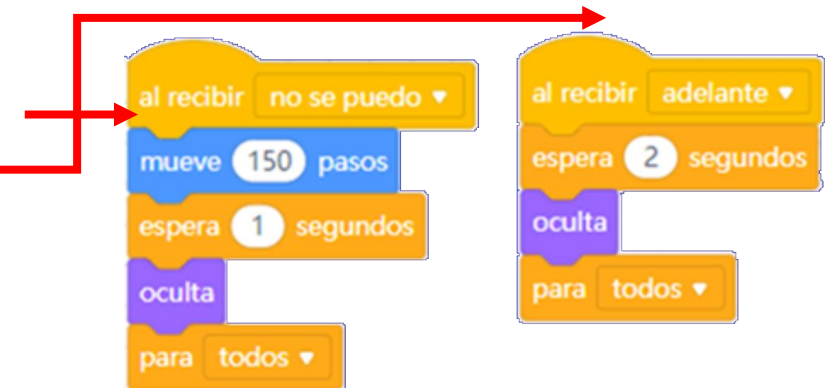 al recibir no se puedo
mueve 150 pasos
espera 1 segundos
oculta
para todos
al recibir adelante
espera 2 segundos
oculta
para todos